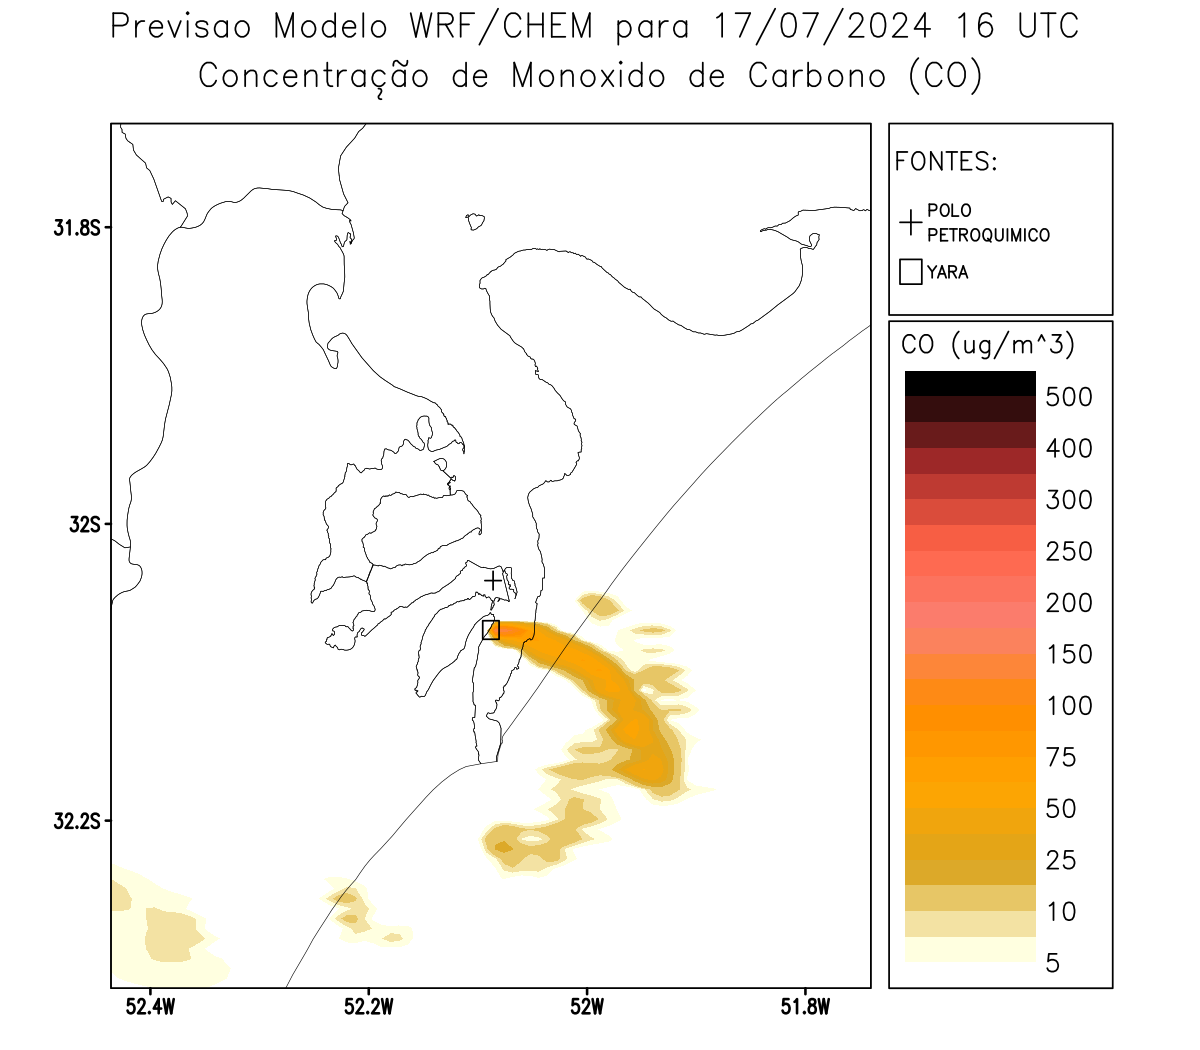 Previsao Modelo WRF/CHEM para 17/07/2024 16 UTC
Concentração de Monoxido de Carbono (CO)
FONTES:
POLO
PETROQUIMICO
YARA
CO (ug/m^3)
500
400
300
250
200
150
100
75
50
25
10
5
31.8S
32S
32.2S
52.4W
52.2W
52W
51.8W